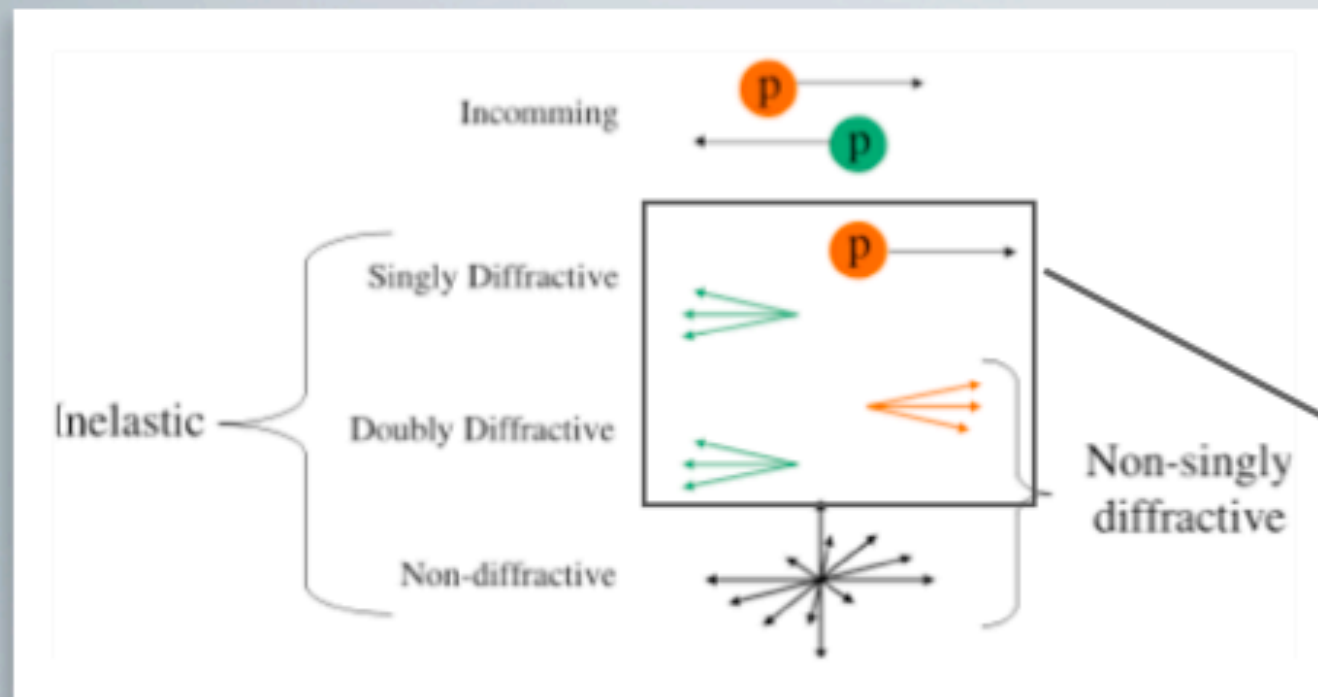 Incomming
p
p
p
Singly Diffractive
Inelastic
Doubly Diffractive
Non-singly
diffractive
Non-diffractive